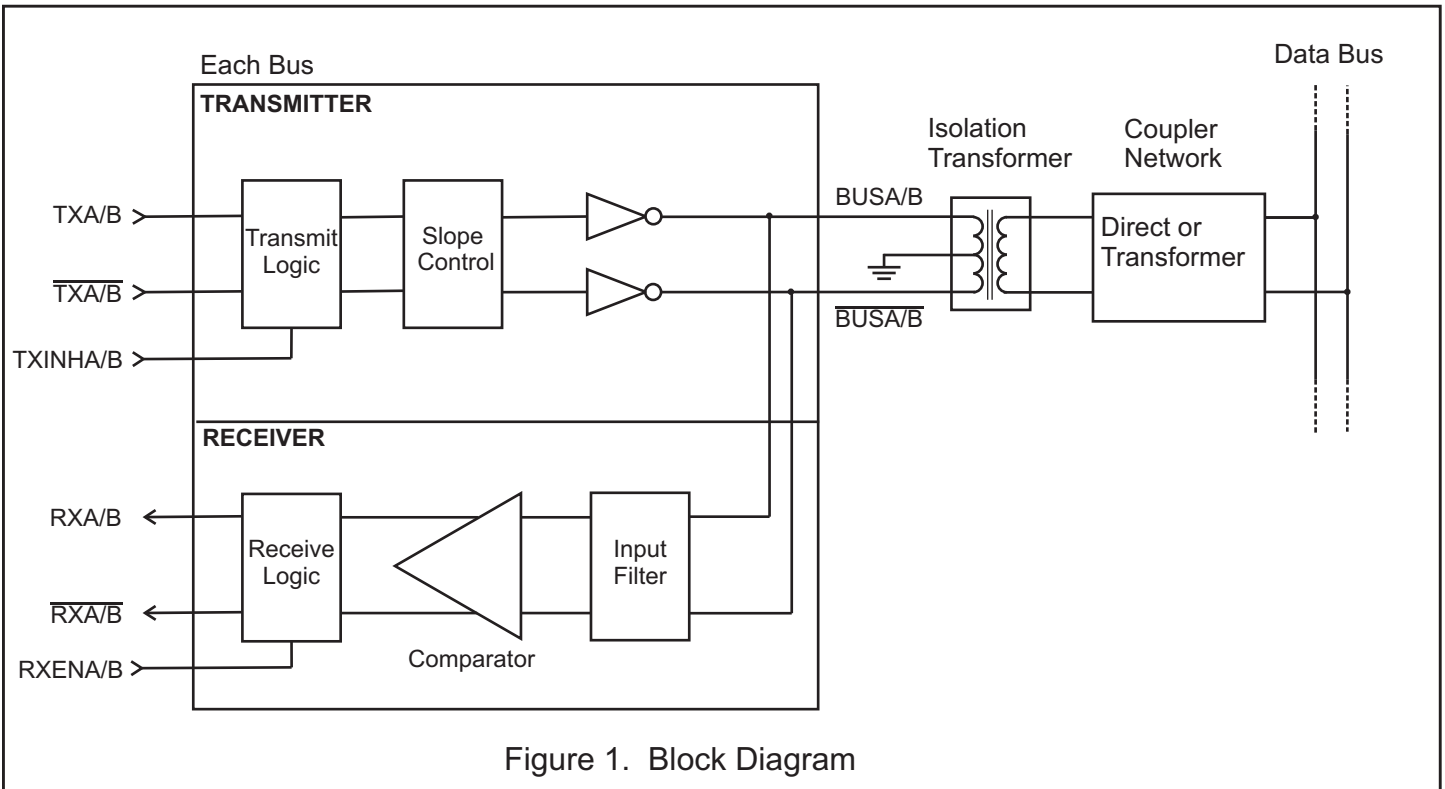 Each Bus
TRANSMITTER
Data Bus
Isolation
Transformer
Coupler
Network
TXA/B
TXA/B
TXINHA/B
Transmit
Logic
Slope
Control
BUSA/B
BUSA/B
Direct or
Transformer
RECEIVER
RXA/B
RXA/B
RXENA/B
Receive
Logic
Comparator
Input
Filter
Figure 1. Block Diagram